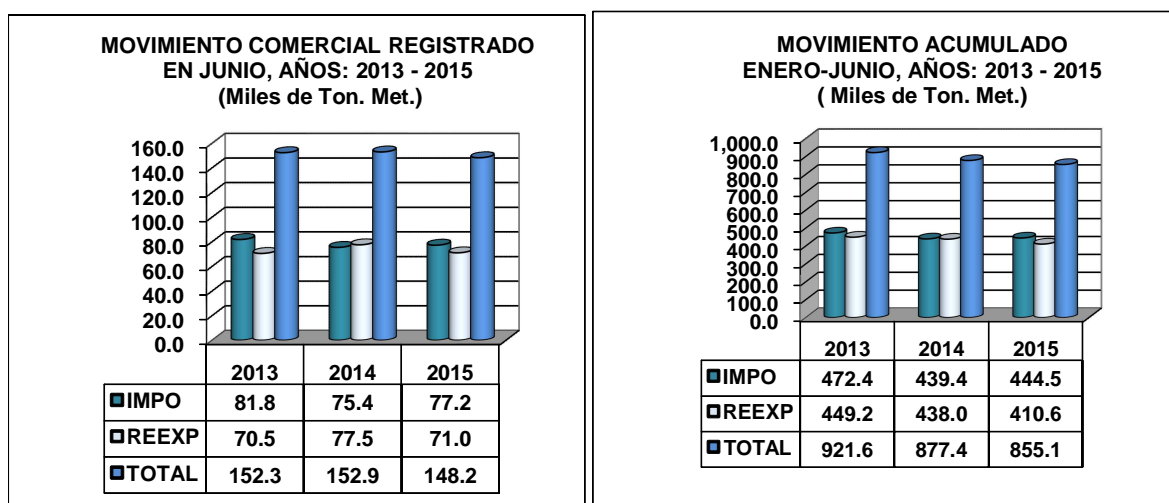 MOVIMIENTO COMERCIAL REGISTRADO
EN JUNIO, AÑOS: 2013 - 2015
(Miles de Ton. Met.)
160.0
140.0
120.0
100.0
80.0
60.0
40.0
20.0
0.0
2013 2014 2015
IMPO 81.8 75.4 77.2
REEXP 70.5 77.5 71.0
TOTAL 152.3 152.9 148.2
MOVIMIENTO ACUMULADO
ENERO-JUNIO, AÑOS: 2013 - 2015
( Miles de Ton. Met.)
1,000.0
900.0
800.0
700.0
600.0
500.0
400.0
300.0
200.0
100.0
0.0
2013 2014 2015
IMPO 472.4 439.4 444.5
REEXP 449.2 438.0 410.6
TOTAL 921.6 877.4 855.1